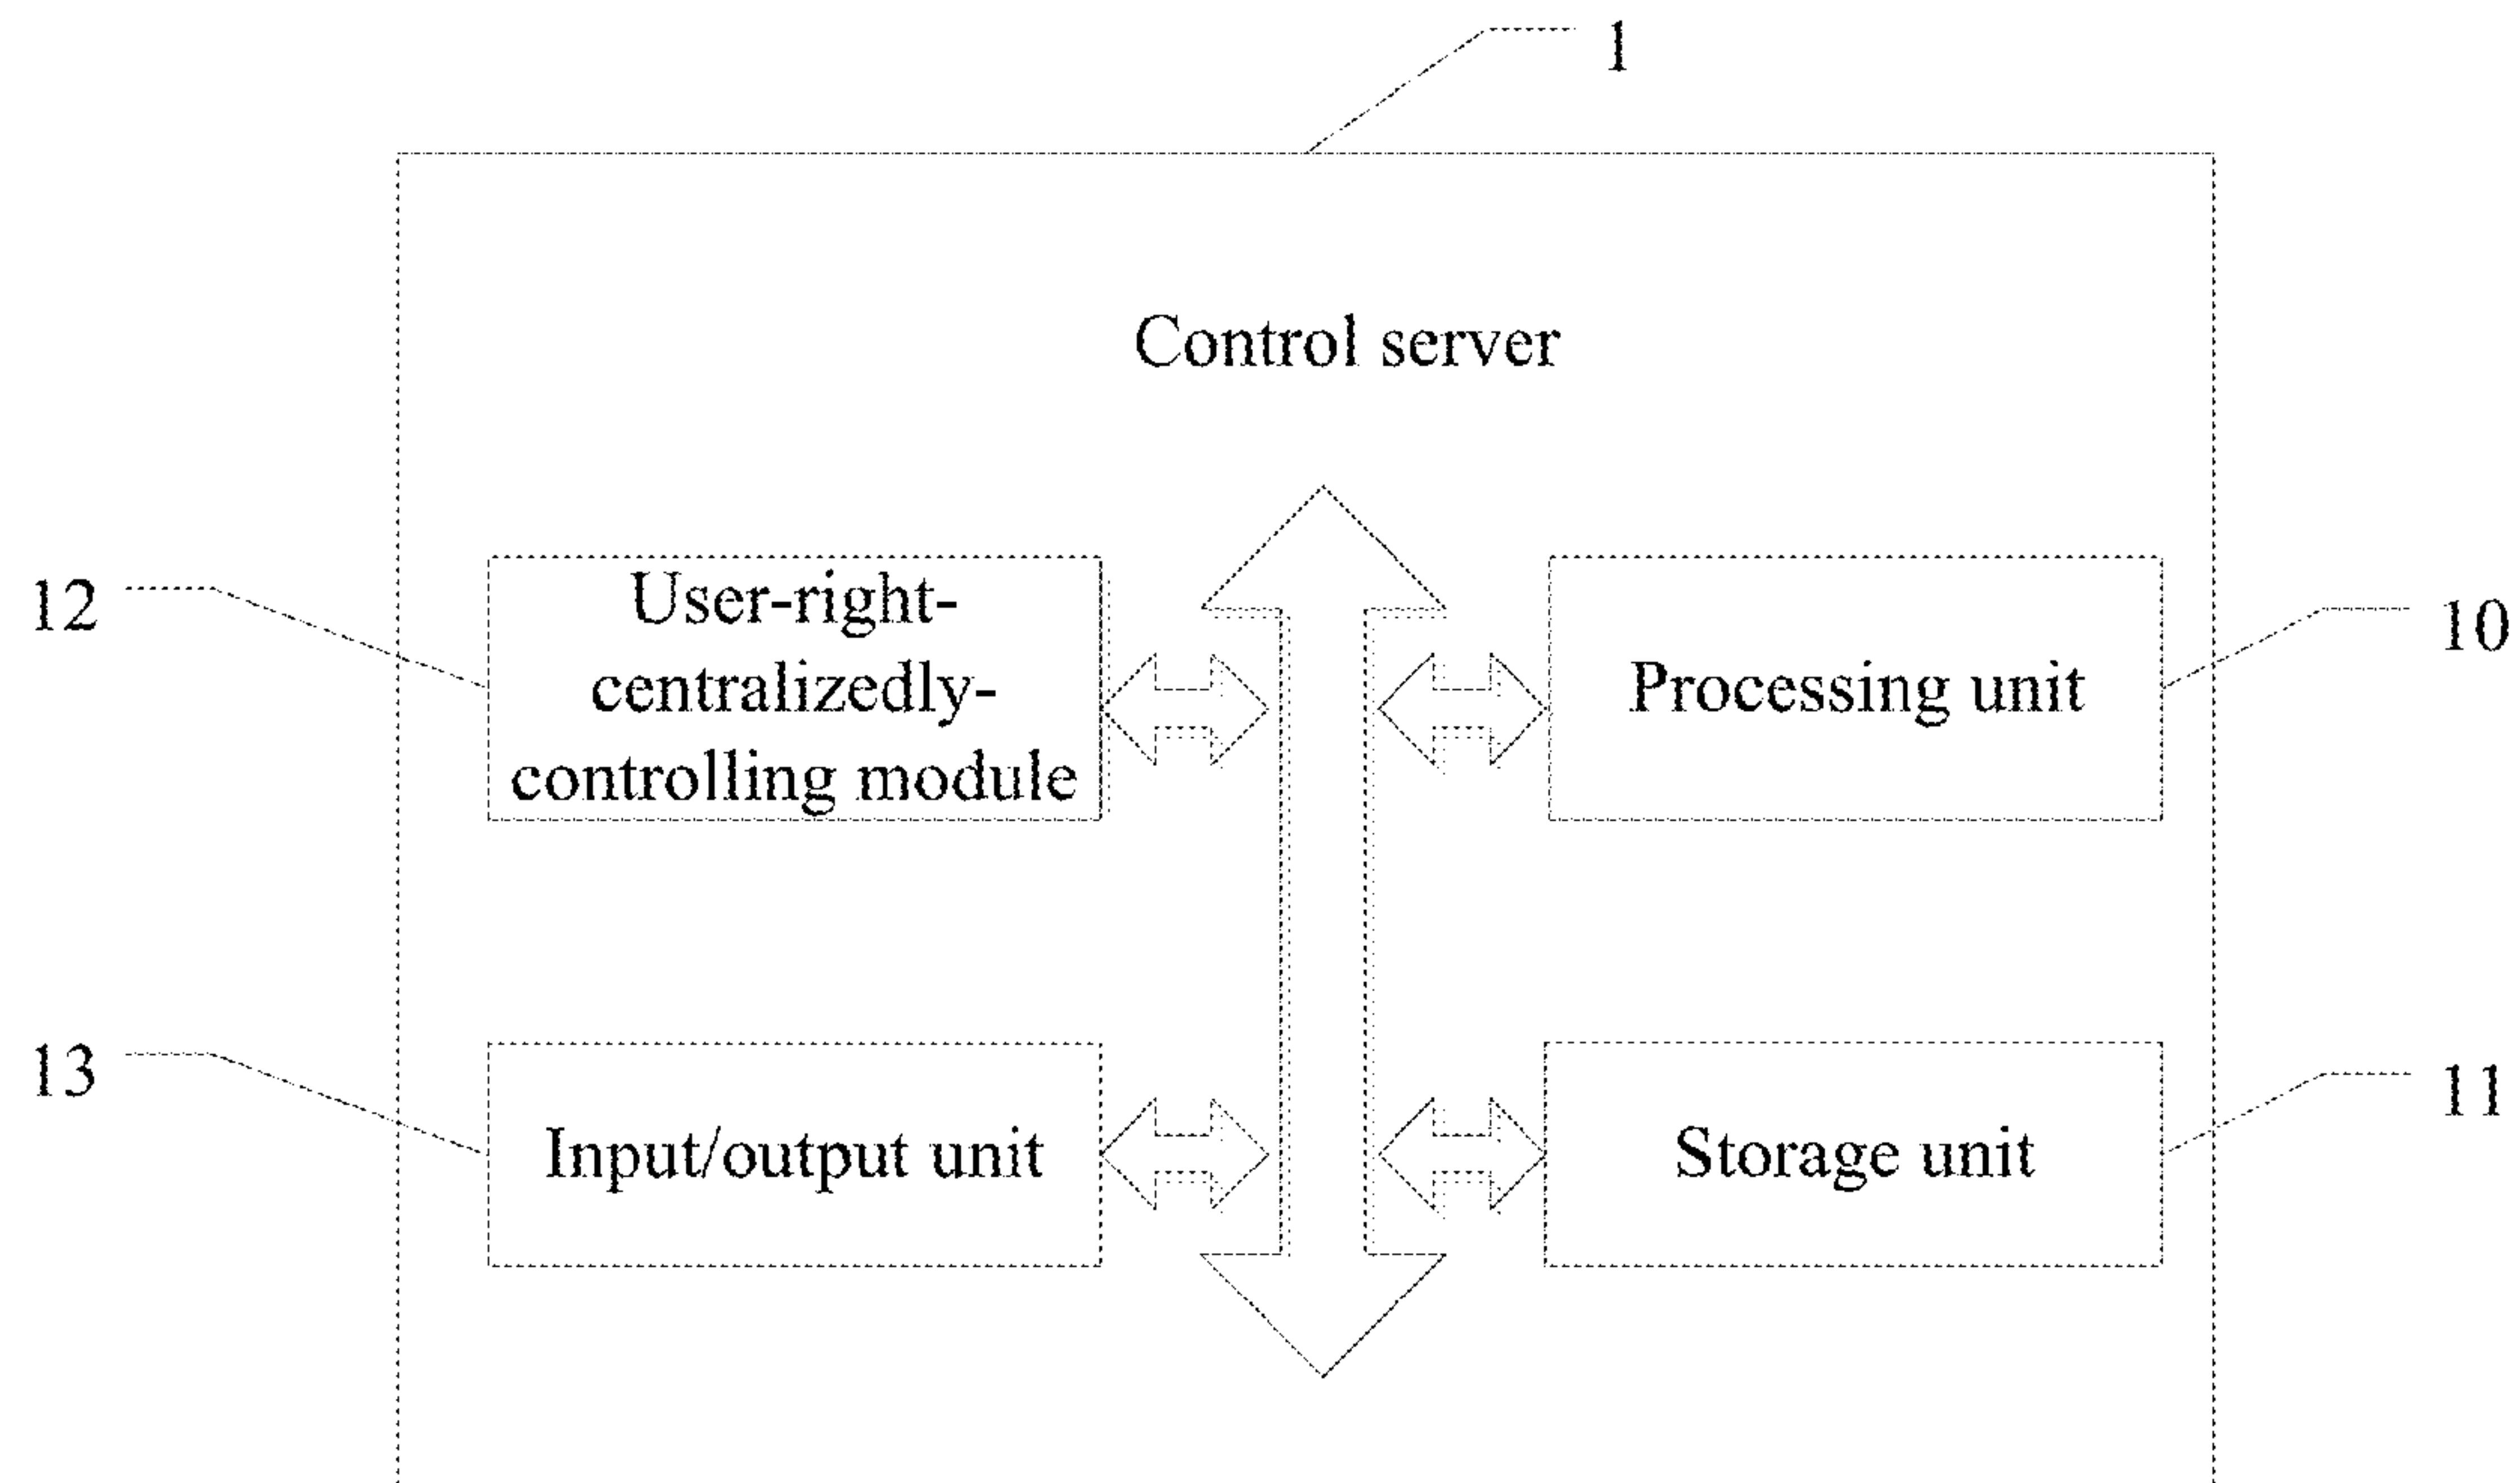 1
Control server
12
User-right-
centralizedly-
controlling module
Processing unit
10
13
Input/output unit
Storage unit
11